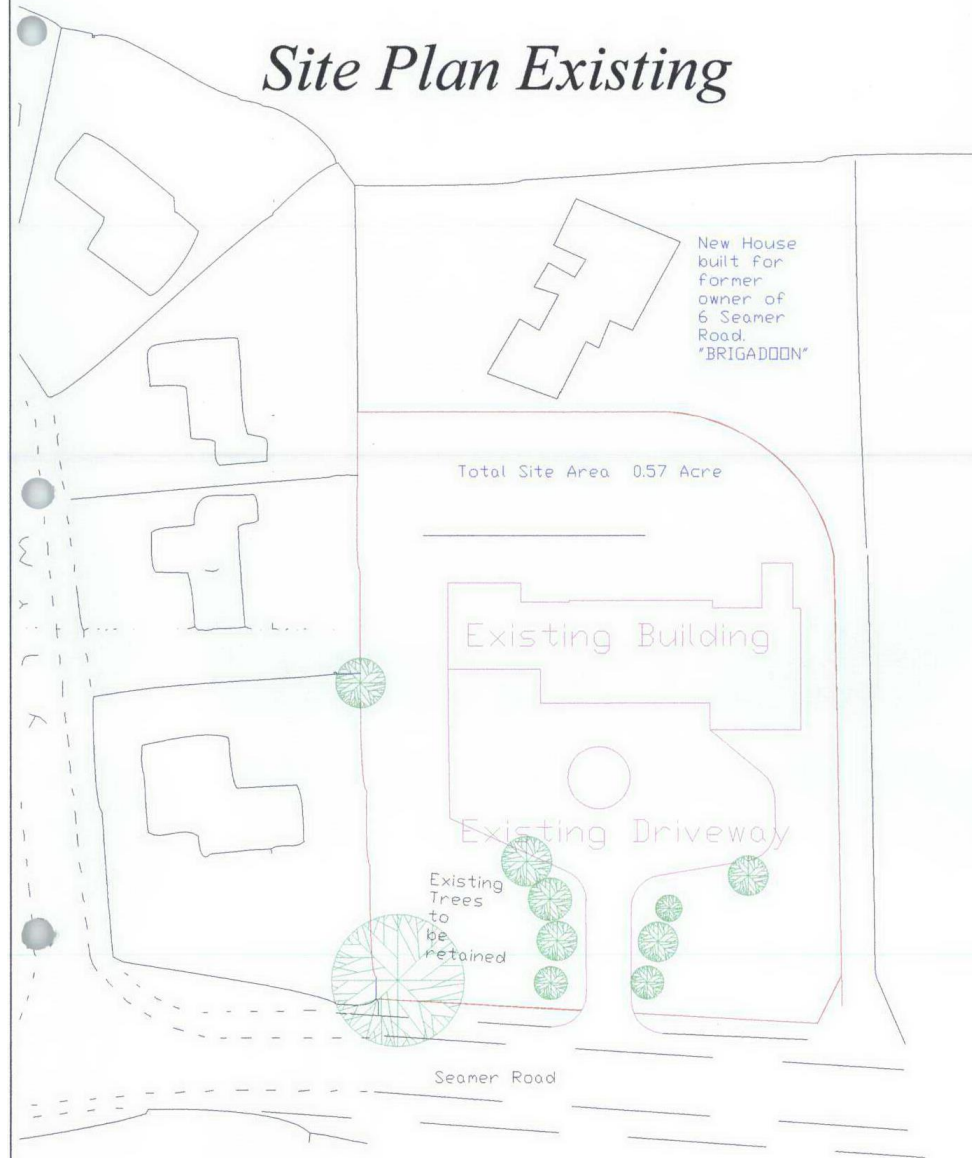 Site Plan Existing
New House
built for
former
owner of
6 Seamer
Road.
"BRIGADOON"
Total Site Area 0.57 Acre
Existing Building
Existing Driveway
Existing
Trees
to
be
retained
Seamer Road